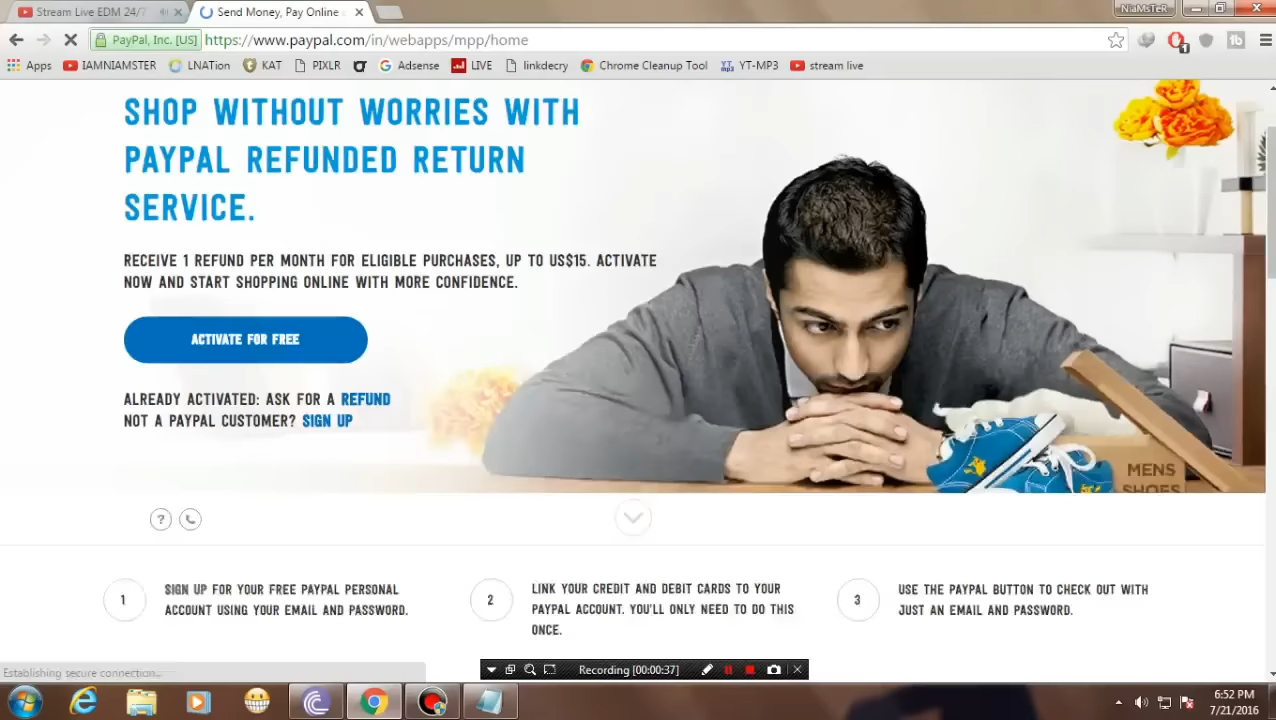 Stream Live EDM 24/7
Send Money, Pay Online
NiaMSTeR
PayPal, Inc. [US]
https://www.paypal.com/in/webapps/mpp/home
1
Apps
IAMNIAMSTER
LNATion
KAT
PIXLR
Adsense
LIVE
linkdecry
Chrome Cleanup Tool
YT-MP3
stream live
SHOP WITHOUT WORRIES WITH
PAYPAL REFUNDED RETURN
SERVICE.
RECEIVE 1 REFUND PER MONTH FOR ELIGIBLE PURCHASES, UP TO US$15. ACTIVATE
NOW AND START SHOPPING ONLINE WITH MORE CONFIDENCE.
ACTIVATE FOR FREE
ALREADY ACTIVATED: ASK FOR A REFUND
NOT A PAYPAL CUSTOMER? SIGN UP
MENS
SHOES
?
1
SIGN UP FOR YOUR FREE PAYPAL PERSONAL
ACCOUNT USING YOUR EMAIL AND PASSWORD.
2
LINK YOUR CREDIT AND DEBIT CARDS TO YOUR
PAYPAL ACCOUNT. YOU'LL ONLY NEED TO DO THIS
ONCE.
3
USE THE PAYPAL BUTTON TO CHECK OUT WITH
JUST AN EMAIL AND PASSWORD.
Establishing secure connection...
Recording [00:00:37]
6:52 PM
7/21/2016